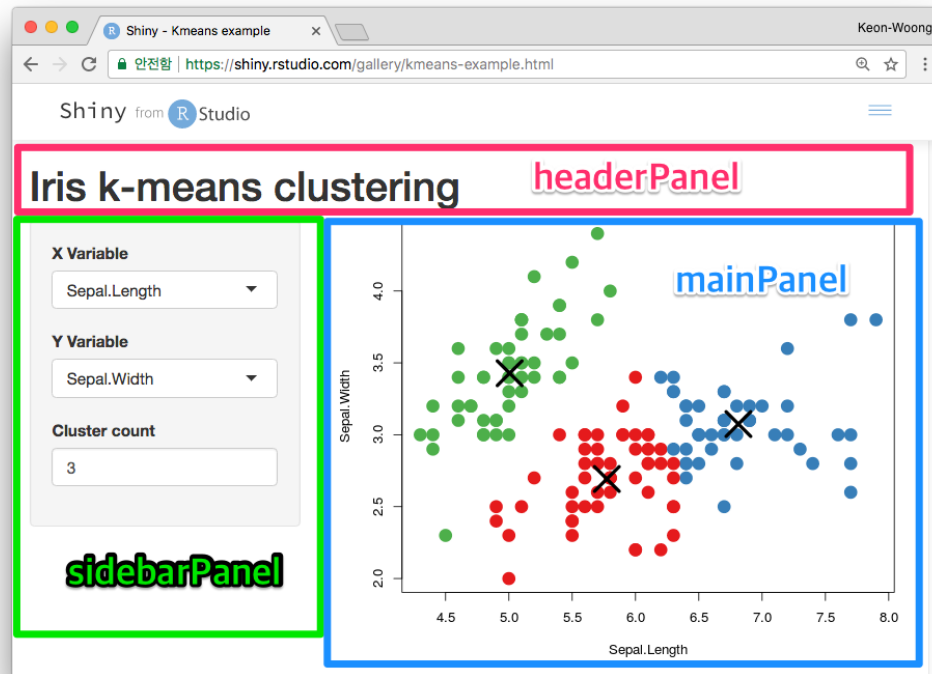 Shiny - Kmeans example
Keon-Woong
안전함 | https://shiny.rstudio.com/gallery/kmeans-example.html
Shiny from R Studio
Iris k-means clustering
headerPanel
X Variable
Sepal.Length
Y Variable
Sepal.Width
Cluster count
3
sidebarPanel
mainPanel
Sepal.Width
4.0
3.5
3.0
2.5
2.0
4.5 5.0 5.5 6.0 6.5 7.0 7.5 8.0
Sepal.Length